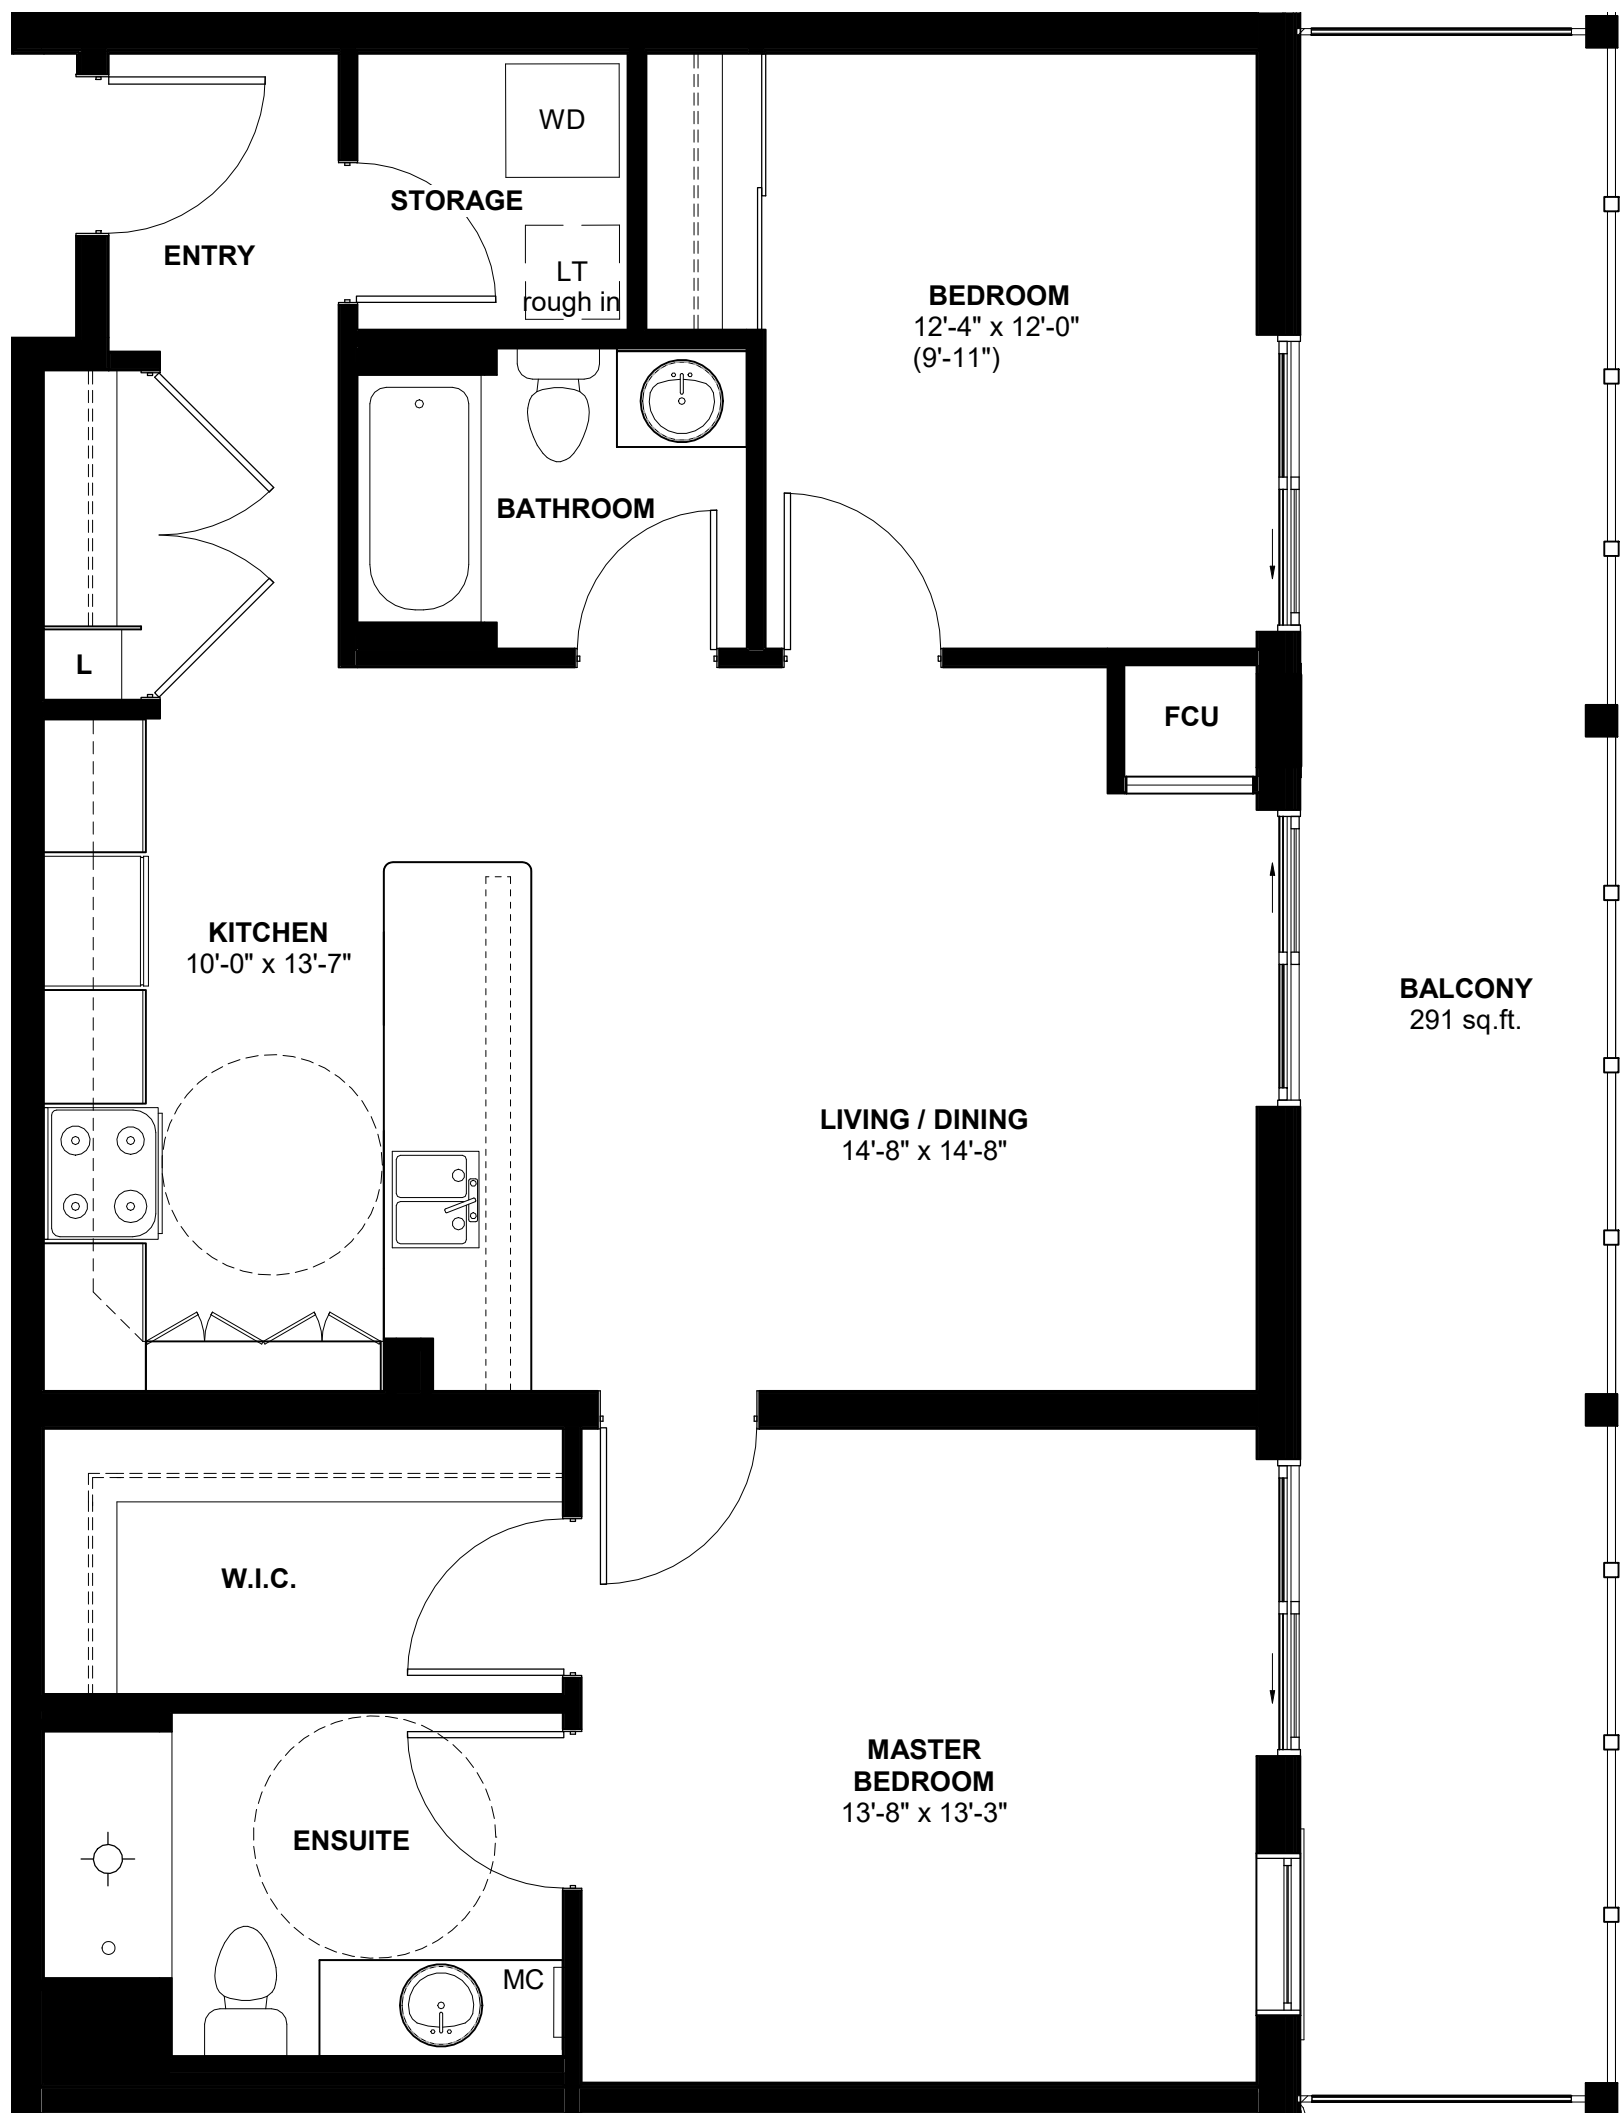 WD
STORAGE
ENTRY
LT
rough in
BEDROOM
12'-4" x 12'-0"
(9'-11")
BATHROOM
L
FCU
KITCHEN
10'-0" x 13'-7"
BALCONY
291 sq.ft.
LIVING / DINING
14'-8" x 14'-8"
W.I.C.
MASTER
BEDROOM
13'-8" x 13'-3"
ENSUITE
MC